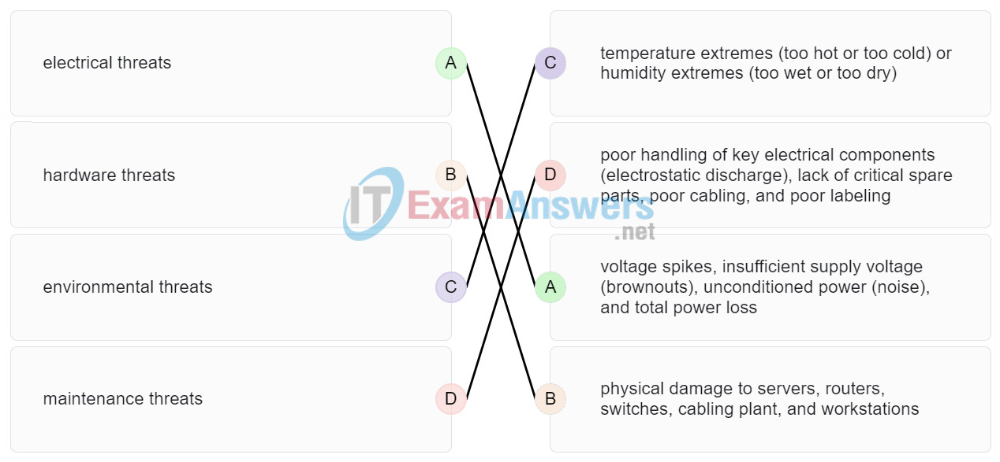 electrical threats
A
C
temperature extremes (too hot or too cold) or
humidity extremes (too wet or too dry)
hardware threats
B
D
poor handling of key electrical components
(electrostatic discharge), lack of critical spare
parts, poor cabling, and poor labeling
ITExamAnswers
.net
environmental threats
C
A
voltage spikes, insufficient supply voltage
(brownouts), unconditioned power (noise),
and total power loss
maintenance threats
D
B
physical damage to servers, routers,
switches, cabling plant, and workstations